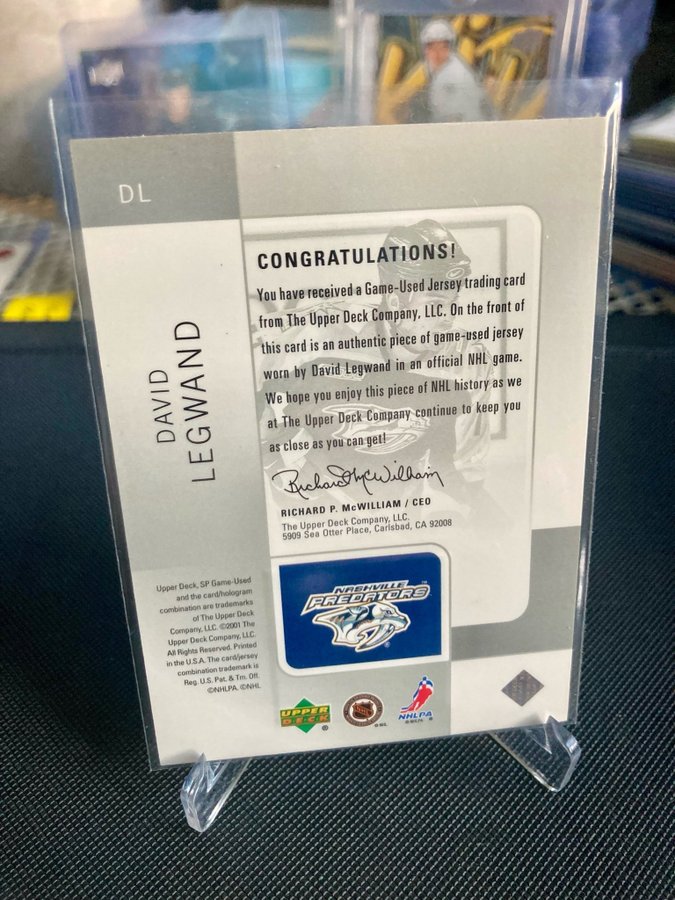 DL
DAVID
LEGWAND
CONGRATULATIONS!
You have received a Game-Used Jersey trading card
from The Upper Deck Company, LLC. On the front of
this card is an authentic piece of game-used jersey
worn by David Legwand in an official NHL game.
We hope you enjoy this piece of NHL history as we
at The Upper Deck Company continue to keep you
as close as you can get!
Richard P. McWilliam
RICHARD P. McWILLIAM / CEO
The Upper Deck Company, LLC.
5909 Sea Otter Place, Carlsbad, CA 92008
Upper Deck, SP Game-Used
and the card/hologram
combination are trademarks
of The Upper Deck
Company, LLC. ©2001 The
Upper Deck Company, LLC.
All Rights Reserved. Printed
in the U.S.A. The card/jersey
combination trademark is
Reg. U.S. Pat. & Tm. Off.
©NHLPA. ©NHL
NASHVILLE
PREDATORS™
UPPER
DECK®
NHL
NHLPA